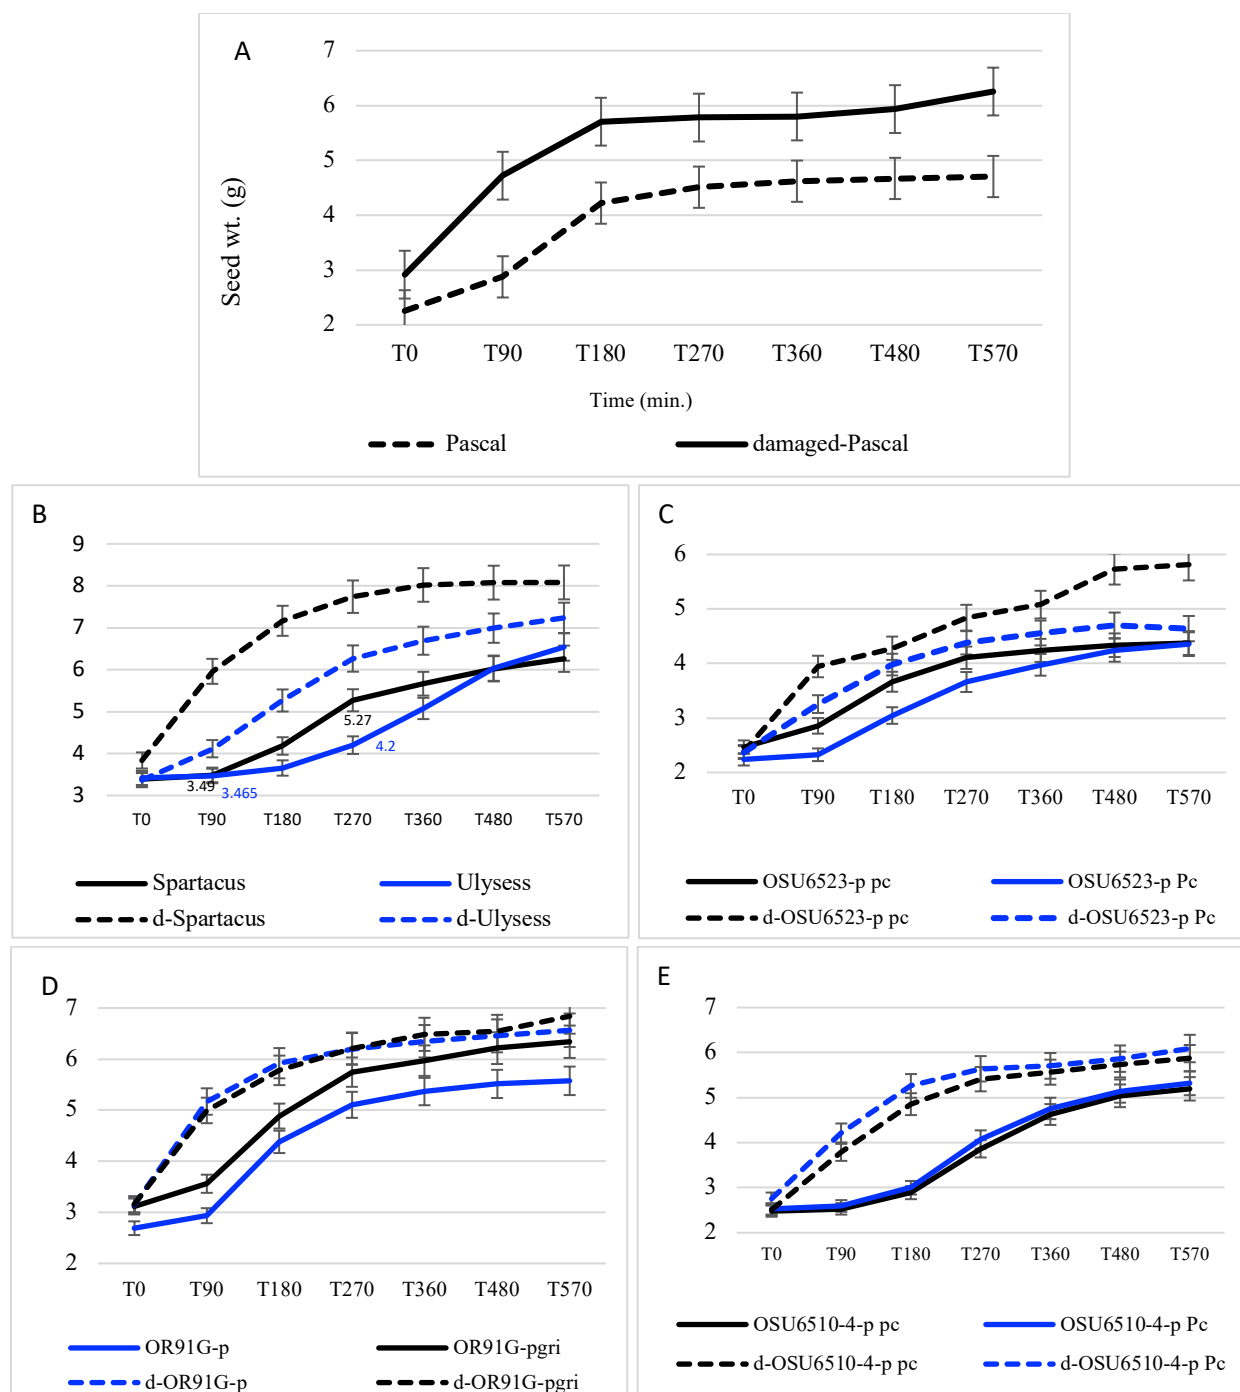 A
7
6
5
4
3
2
Seed wt. (g)
T0 T90 T180 T270 T360 T480 T570
Time (min.)
Pascal damaged-Pascal
B
9
8
7
6
5
4
3
5.27
4.2
3.49
3.465
T0 T90 T180 T270 T360 T480 T570
Spartacus Ulysess
d-Spartacus d-Ulysess
C
6
5
4
3
2
T0 T90 T180 T270 T360 T480 T570
OSU6523-p pc OSU6523-p Pc
d-OSU6523-p pc d-OSU6523-p Pc
D
7
6
5
4
3
2
T0 T90 T180 T270 T360 T480 T570
OR91G-p OR91G-pgri
d-OR91G-p d-OR91G-pgri
E
7
6
5
4
3
2
T0 T90 T180 T270 T360 T480 T570
OSU6510-4-p pc OSU6510-4-p Pc
d-OSU6510-4-p pc d-OSU6510-4-p Pc